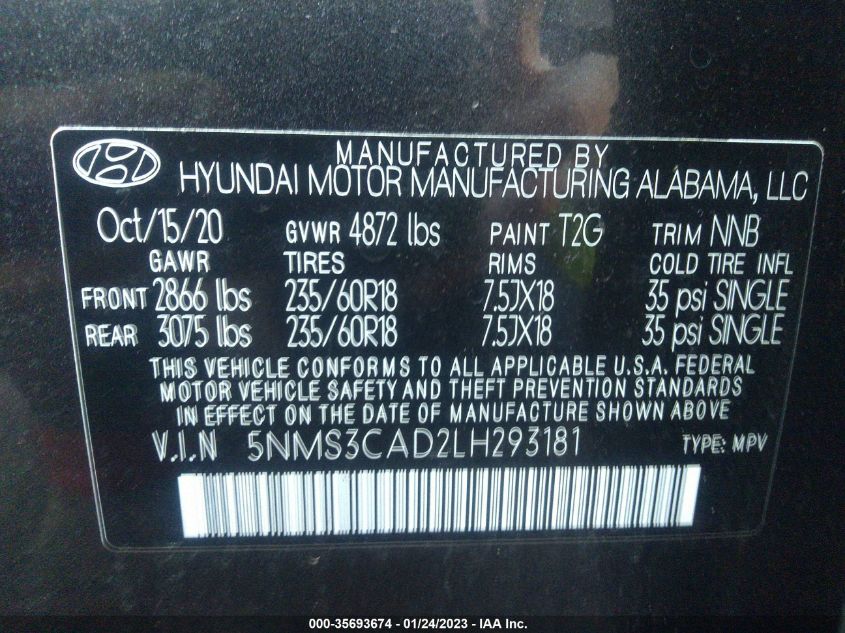 MANUFACTURED BY
HYUNDAI MOTOR MANUFACTURING ALABAMA, LLC
Oct/15/20 GVWR 4872 lbs PAINT T2G TRIM NNB
GAWR TIRES RIMS COLD TIRE INFL
FRONT 2866 lbs 235/60R18 7.5JX18 35 psi SINGLE
REAR 3075 lbs 235/60R18 7.5JX18 35 psi SINGLE
THIS VEHICLE CONFORMS TO ALL APPLICABLE U.S.A. FEDERAL
MOTOR VEHICLE SAFETY AND THEFT PREVENTION STANDARDS
IN EFFECT ON THE DATE OF MANUFACTURE SHOWN ABOVE
V.I.N 5NMS3CAD2LH293181 TYPE: MPV
000-35693674 - 01/24/2023 - IAA Inc.